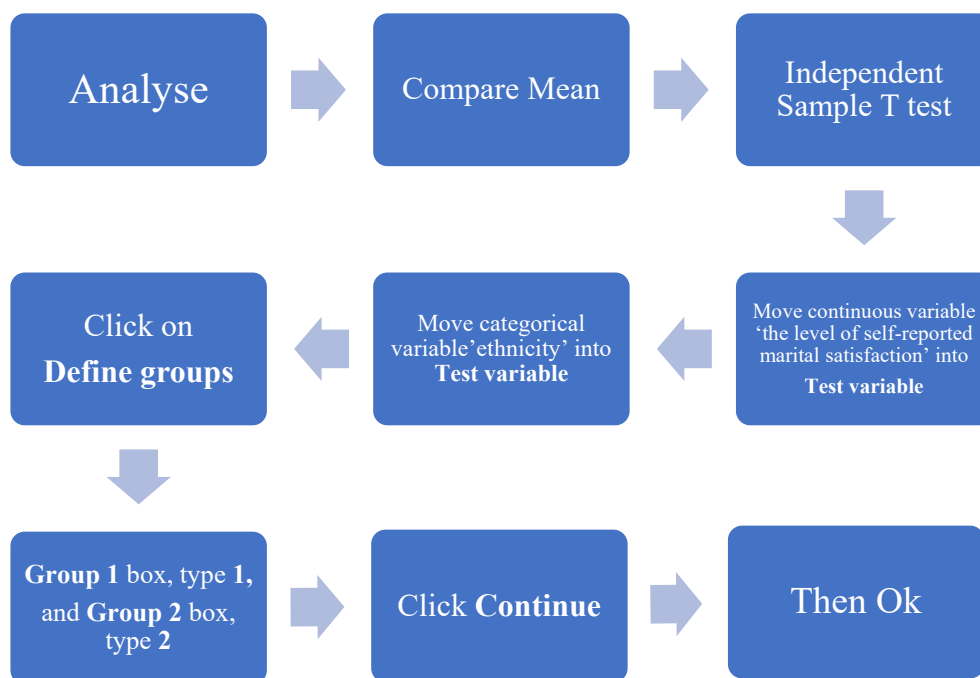 Analyse
Compare Mean
Independent
Sample T test
Move continuous variable
‘the level of self-reported
marital satisfaction’ into
Test variable
Move categorical
variable’ethnicity’ into
Test variable
Click on
Define groups
Group 1 box, type 1,
and Group 2 box,
type 2
Click Continue
Then Ok